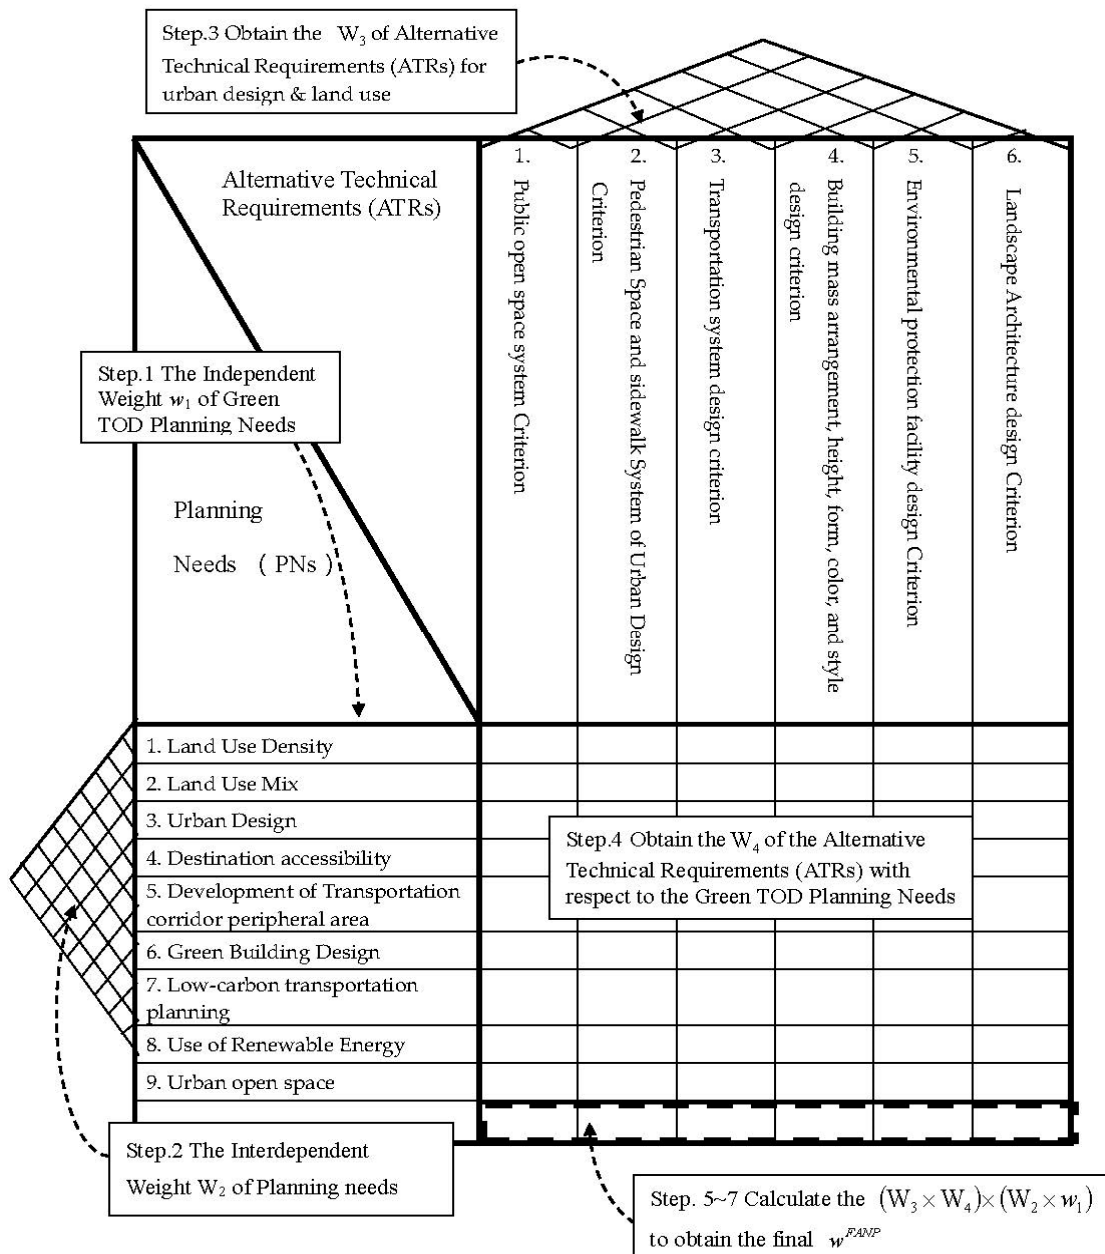 Step.3 Obtain the W₃ of Alternative
Technical Requirements (ATRs) for
urban design & land use
Alternative Technical
Requirements (ATRs)
1. Public open space system Criterion
2. Pedestrian Space and sidewalk System of Urban Design
Criterion
3. Transportation system design criterion
4. Building mass arrangement, height, form, color, and style
design criterion
5. Environmental protection facility design Criterion
6. Landscape Architecture design Criterion
Step.1 The Independent
Weight w₁ of Green
TOD Planning Needs
Planning
Needs ( PNs )
1. Land Use Density
2. Land Use Mix
3. Urban Design
4. Destination accessibility
5. Development of Transportation
corridor peripheral area
6. Green Building Design
7. Low-carbon transportation
planning
8. Use of Renewable Energy
9. Urban open space
Step.4 Obtain the W₄ of the Alternative
Technical Requirements (ATRs) with
respect to the Green TOD Planning Needs
Step.2 The Interdependent
Weight W₂ of Planning needs
Step. 5~7 Calculate the (W₃ × W₄)×(W₂ × w₁)
to obtain the final w^FANP